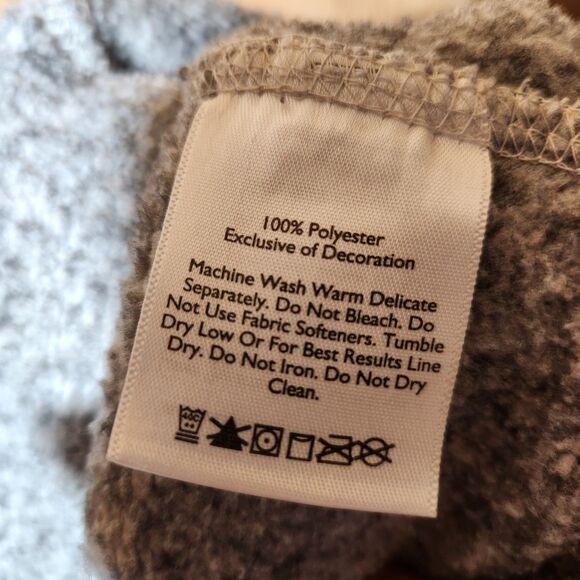 100% Polyester
Exclusive of Decoration
Machine Wash Warm Delicate
Separately. Do Not Bleach. Do
Not Use Fabric Softeners. Tumble
Dry Low Or For Best Results Line
Dry. Do Not Iron. Do Not Dry
Clean.
40C